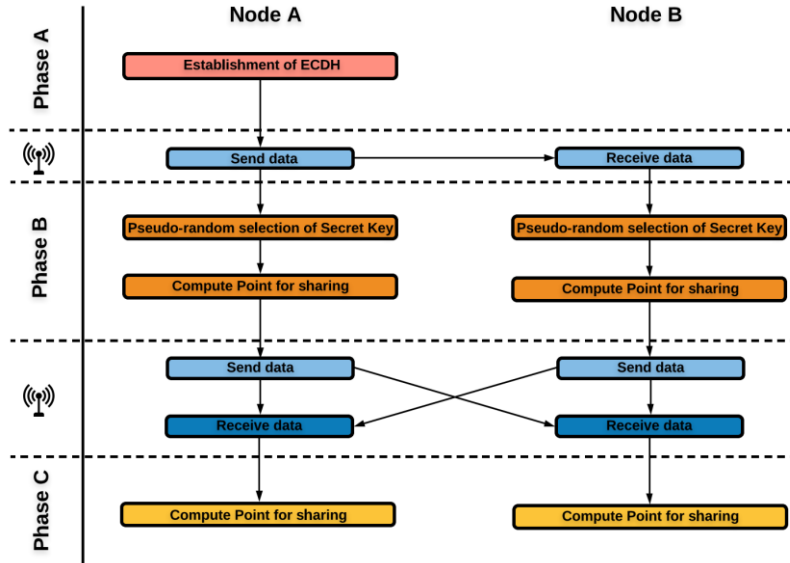 Node A
Node B
Phase A
Establishment of ECDH
Send data
Receive data
Phase B
Pseudo-random selection of Secret Key
Pseudo-random selection of Secret Key
Compute Point for sharing
Compute Point for sharing
Send data
Send data
Receive data
Receive data
Phase C
Compute Point for sharing
Compute Point for sharing